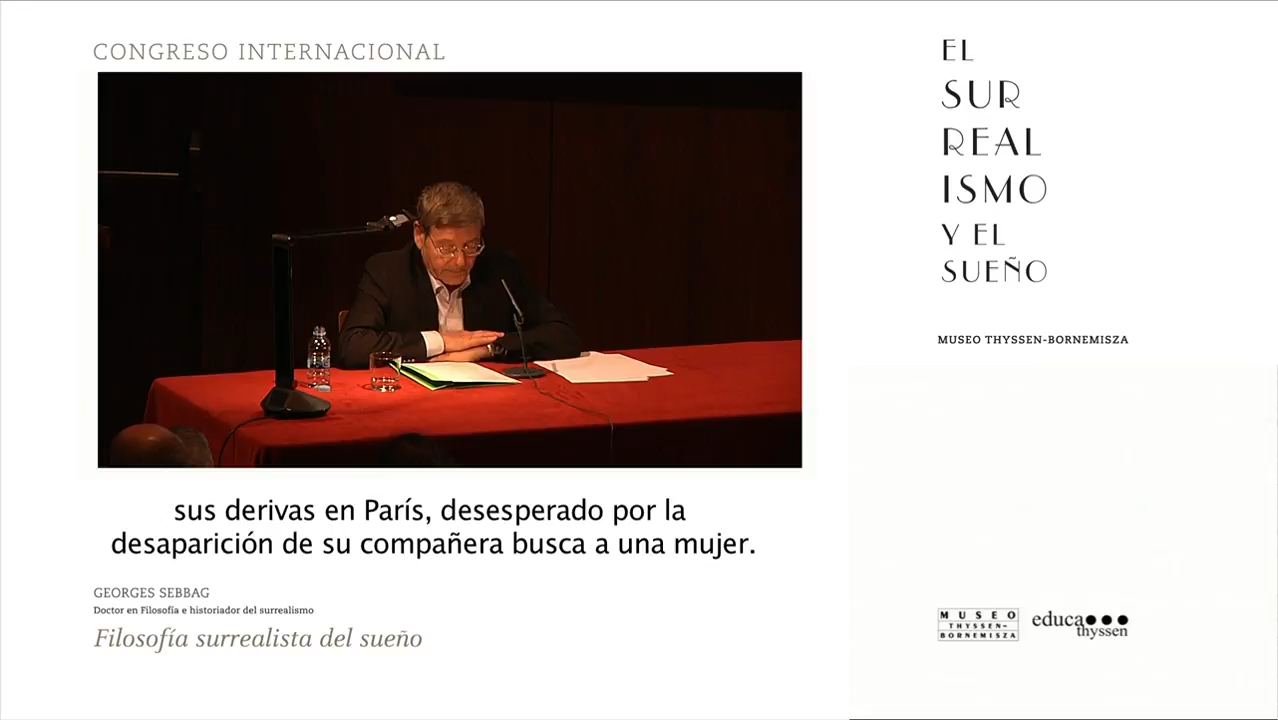 CONGRESO INTERNACIONAL
EL
SUR
REAL
ISMO
Y EL
SUEÑO
MUSEO THYSSEN-BORNEMISZA
sus derivas en París, desesperado por la
desaparición de su compañera busca a una mujer.
GEORGES SEBBAG
Doctor en Filosofía e historiador del surrealismo
Filosofía surrealista del sueño
MUSEO
THYSSEN-
BORNEMISZA
educa
thyssen